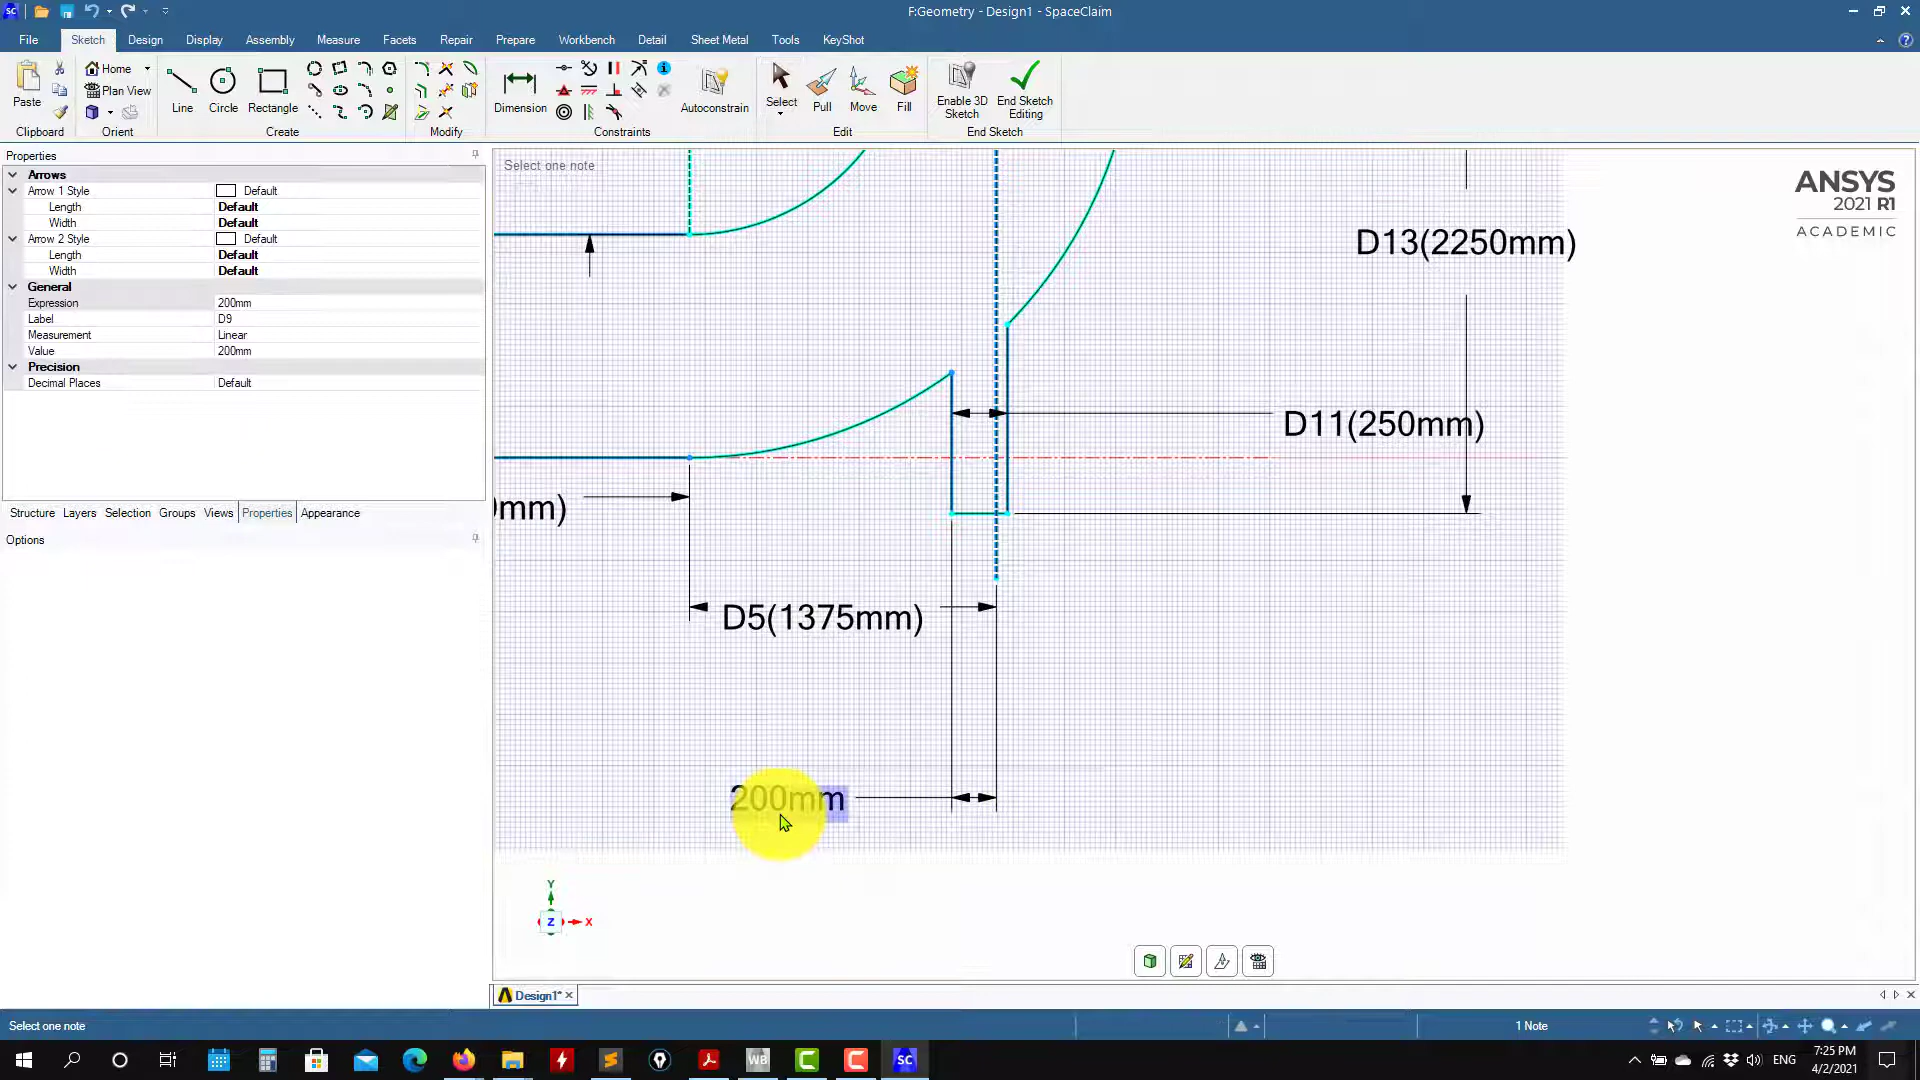 F:Geometry - Design1 - SpaceClaim
File Sketch Design Display Assembly Measure Facets Repair Prepare Workbench Detail Sheet Metal Tools KeyShot
Paste
Home
Plan View
Line
Circle
Rectangle
Dimension
Autoconstrain
Select
Pull
Move
Fill
Enable 3D Sketch
End Sketch Editing
Clipboard Orient Create Modify Constraints Edit End Sketch
Properties
Arrows
Arrow 1 Style Default
Length Default
Width Default
Arrow 2 Style Default
Length Default
Width Default
General
Expression 200mm
Label D9
Measurement Linear
Value 200mm
Precision
Decimal Places Default
Structure Layers Selection Groups Views Properties Appearance
Options
Select one note
ANSYS
2021 R1
ACADEMIC
D13(2250mm)
D11(250mm)
mm)
D5(1375mm)
200mm
Y
Z
X
Design1*
Select one note
1 Note
WB
SC
ENG
7:25 PM
4/2/2021